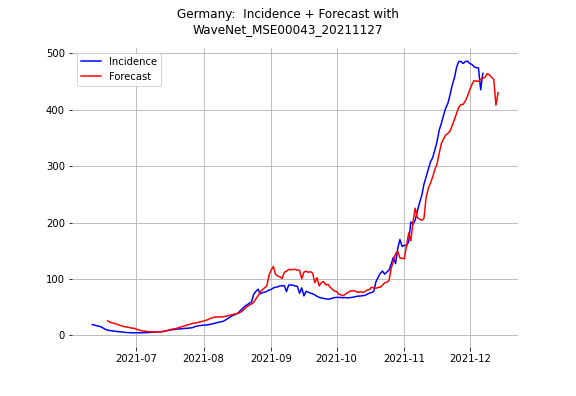 Germany:  Incidence + Forecast with
WaveNet_MSE00043_20211127
500
400
300
200
100
0
Incidence
Forecast
2021-07 2021-08 2021-09 2021-10 2021-11 2021-12